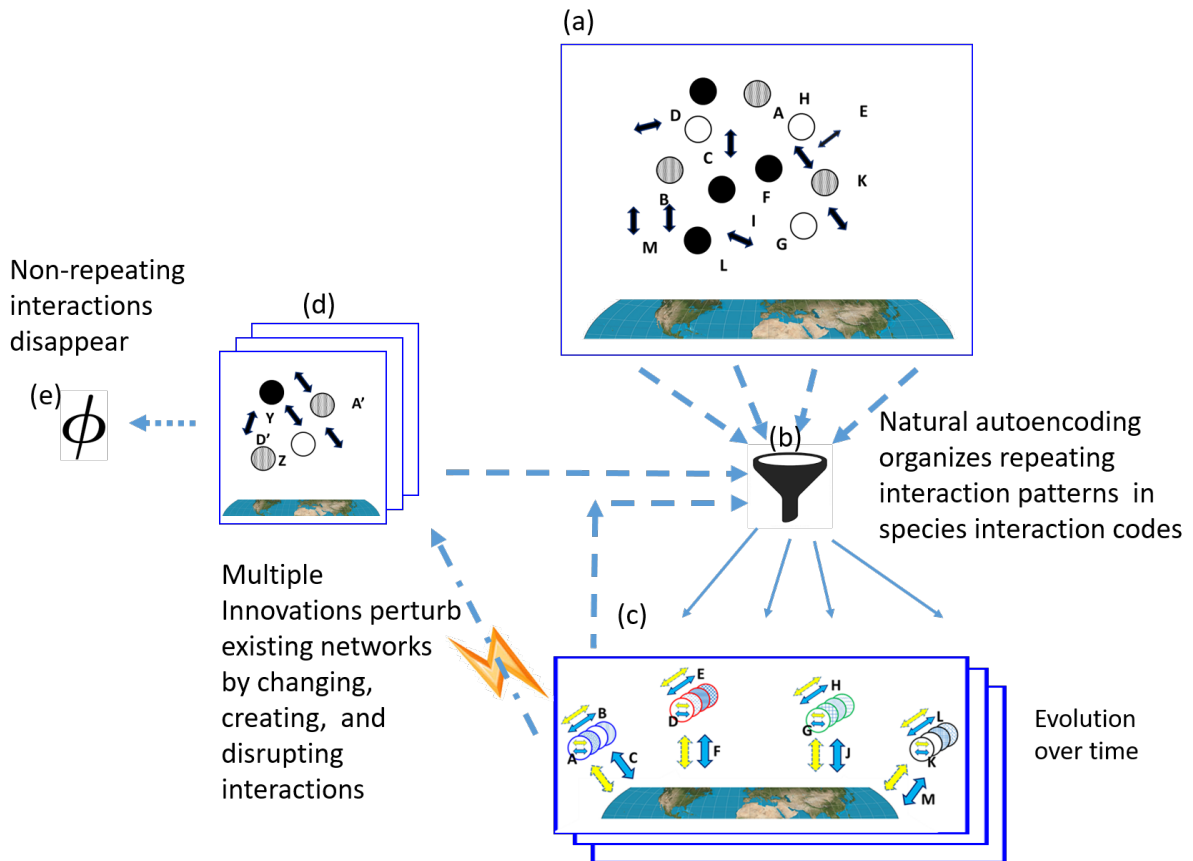 (a)
H
D
A
E
C
F
K
B
I
G
M
L
Non-repeating
interactions
disappear
(d)
(e) ϕ
A'
Y
D'
Z
(b)
Natural autoencoding
organizes repeating
interaction patterns in
species interaction codes
Multiple
Innovations perturb
existing networks
by changing,
creating, and
disrupting
interactions
(c)
E
H
B
D
L
G
A
C
F
J
K
M
Evolution
over time